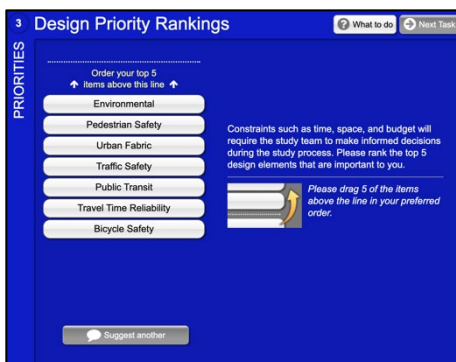 3
Design Priority Rankings
What to do
Next Task
PRIORITIES
Order your top 5
items above this line
Environmental
Pedestrian Safety
Urban Fabric
Traffic Safety
Public Transit
Travel Time Reliability
Bicycle Safety
Suggest another
Constraints such as time, space, and budget will
require the study team to make informed decisions
during the study process. Please rank the top 5
design elements that are important to you.
Please drag 5 of the items
above the line in your preferred
order.